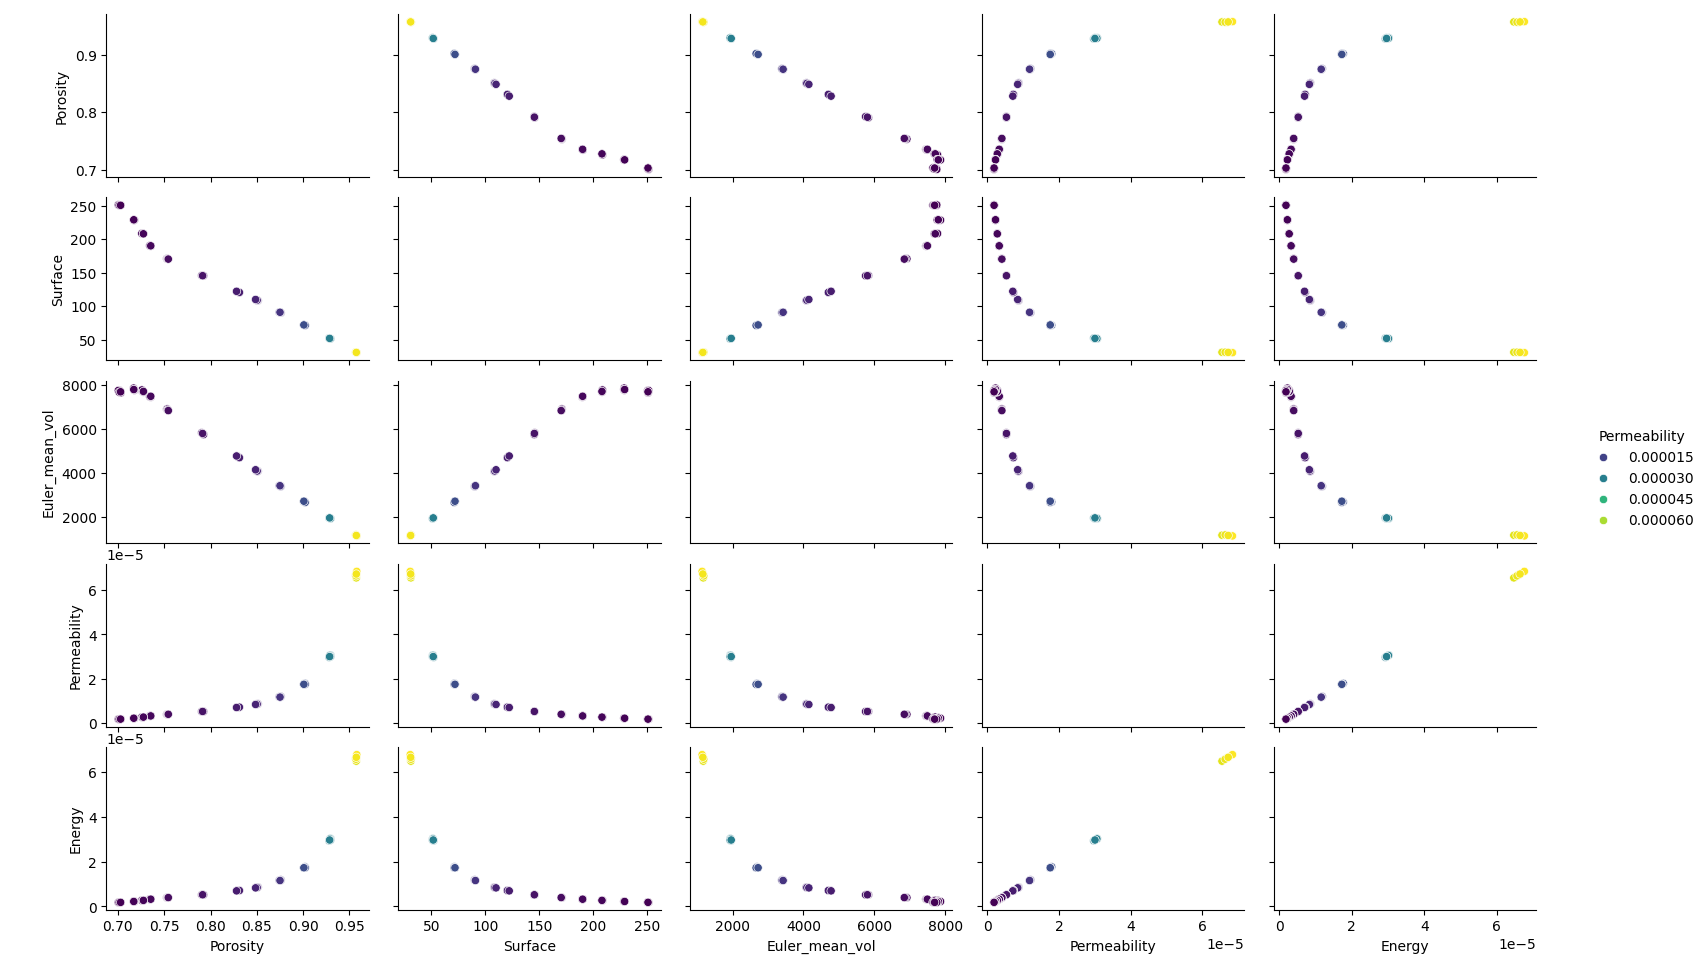 0.9
0.8
0.7
Porosity
250
200
150
100
50
Surface
8000
6000
4000
2000
Euler_mean_vol
1e−5
6
4
2
0
Permeability
1e−5
6
4
2
0
Energy
0.70 0.75 0.80 0.85 0.90 0.95
Porosity
50 100 150 200 250
Surface
2000 4000 6000 8000
Euler_mean_vol
0 2 4 6
1e−5
Permeability
0 2 4 6
1e−5
Energy
Permeability
0.000015
0.000030
0.000045
0.000060